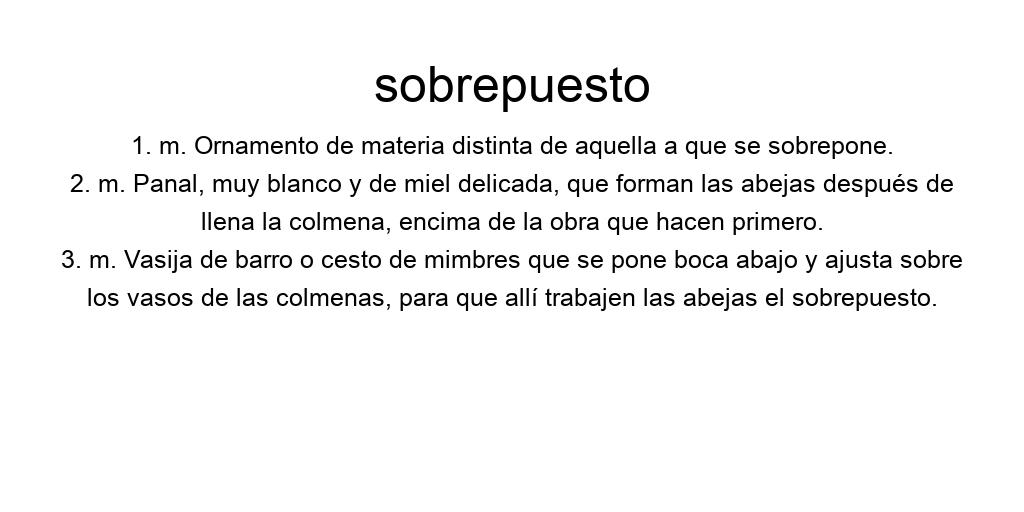 sobrepuesto
1. m. Ornamento de materia distinta de aquella a que se sobrepone.
2. m. Panal, muy blanco y de miel delicada, que forman las abejas después de
llena la colmena, encima de la obra que hacen primero.
3. m. Vasija de barro o cesto de mimbres que se pone boca abajo y ajusta sobre
los vasos de las colmenas, para que allí trabajen las abejas el sobrepuesto.